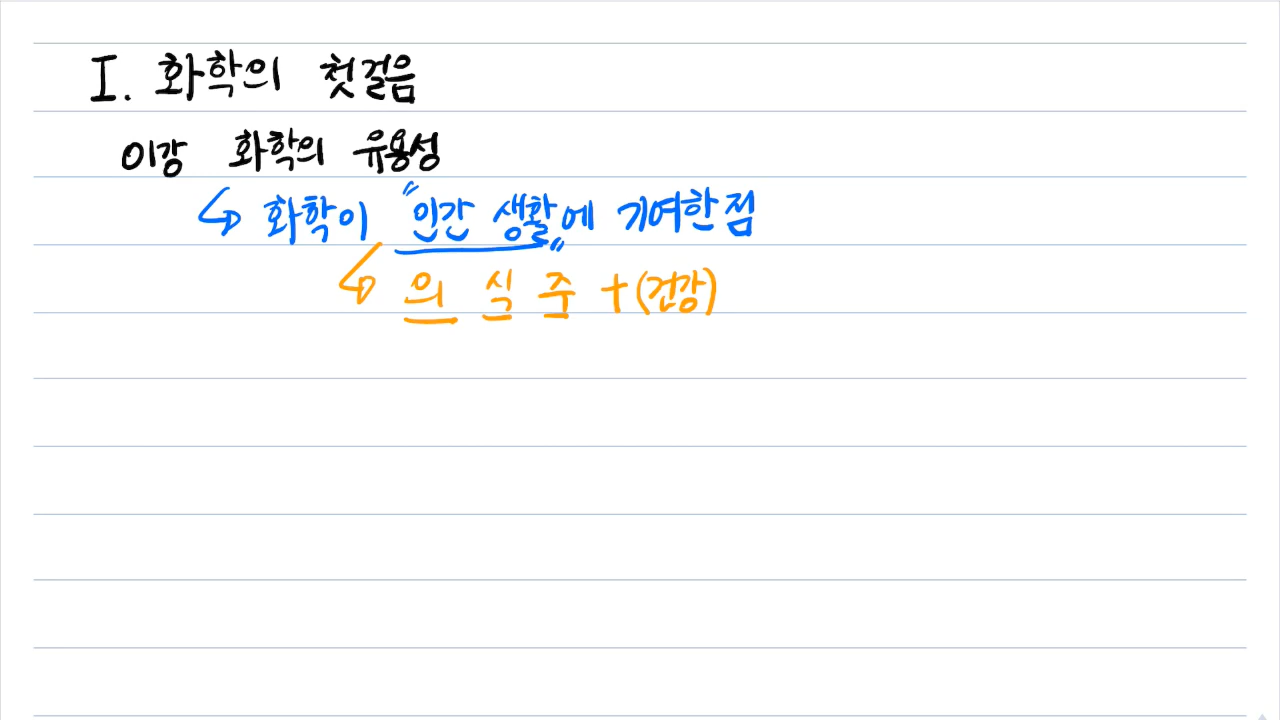 I. 화학의 첫걸음
01강 화학의 유용성
↳ 화학이 "인간 생활"에 기여한점
↳ 의 식 주 + (건강)